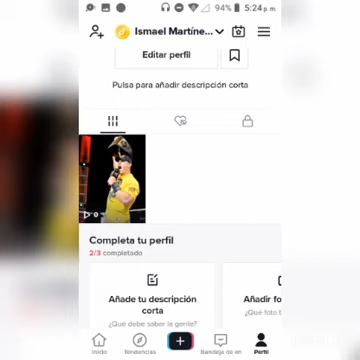 94% 5:24 p.m.
Ismael Martíne...
Editar perfil
Pulsa para añadir descripción corta
0
Completa tu perfil
2/3 completado
Añade tu descripción corta
¿Qué debe saber la gente?
Añadir fo
¿Qué foto t
Inicio Tendencias Bandeja de en Perfil